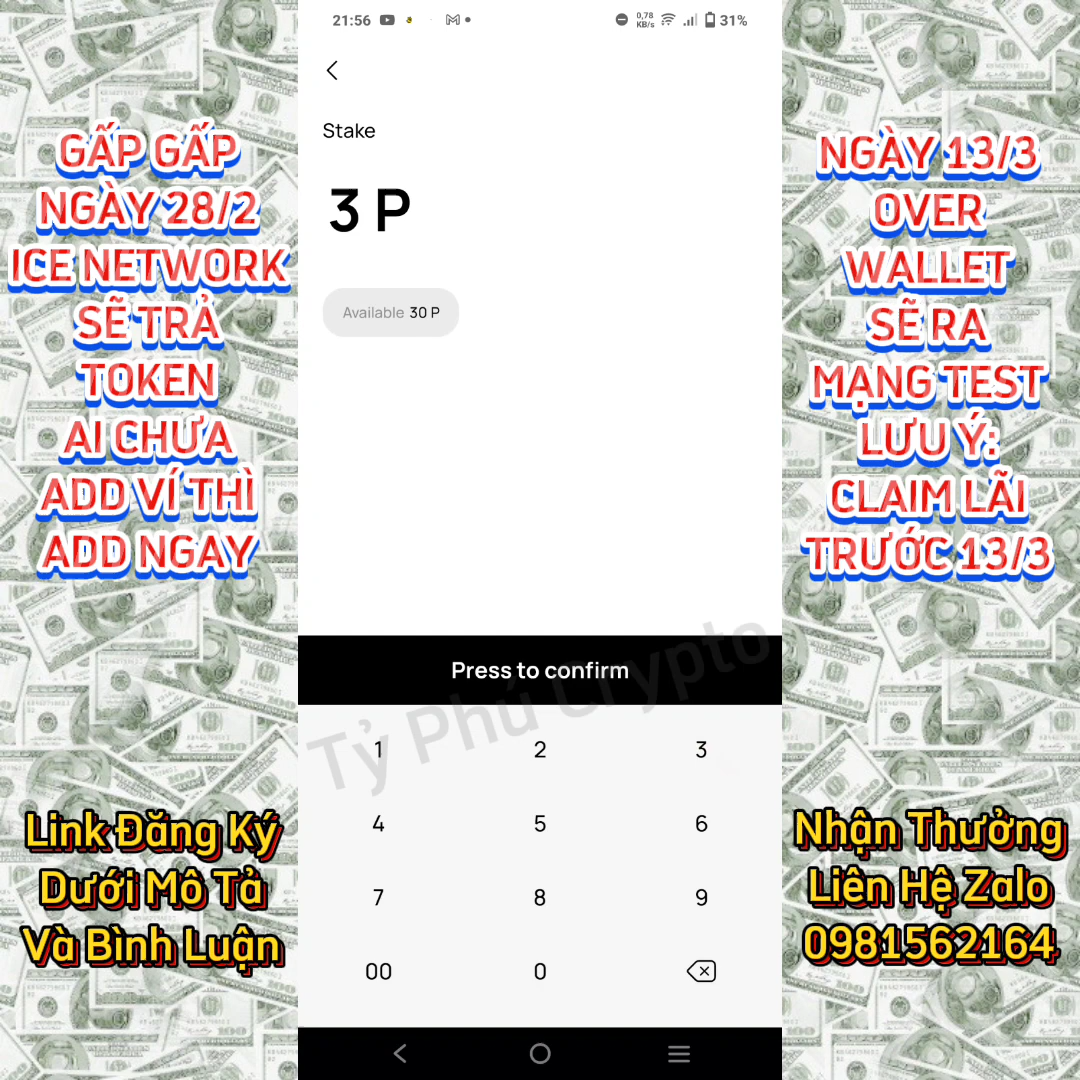 21:56
0,78
KB/s
31%
Stake
3 P
Available 30 P
Press to confirm
Tỷ Phú Crypto
1 2 3
4 5 6
7 8 9
00 0
GẤP GẤP
NGÀY 28/2
ICE NETWORK
SẼ TRẢ
TOKEN
AI CHƯA
ADD VÍ THÌ
ADD NGAY
Link Đăng Ký
Dưới Mô Tả
Và Bình Luận
NGÀY 13/3
OVER
WALLET
SẼ RA
MẠNG TEST
LƯU Ý:
CLAIM LÃI
TRƯỚC 13/3
Nhận Thưởng
Liên Hệ Zalo
0981562164